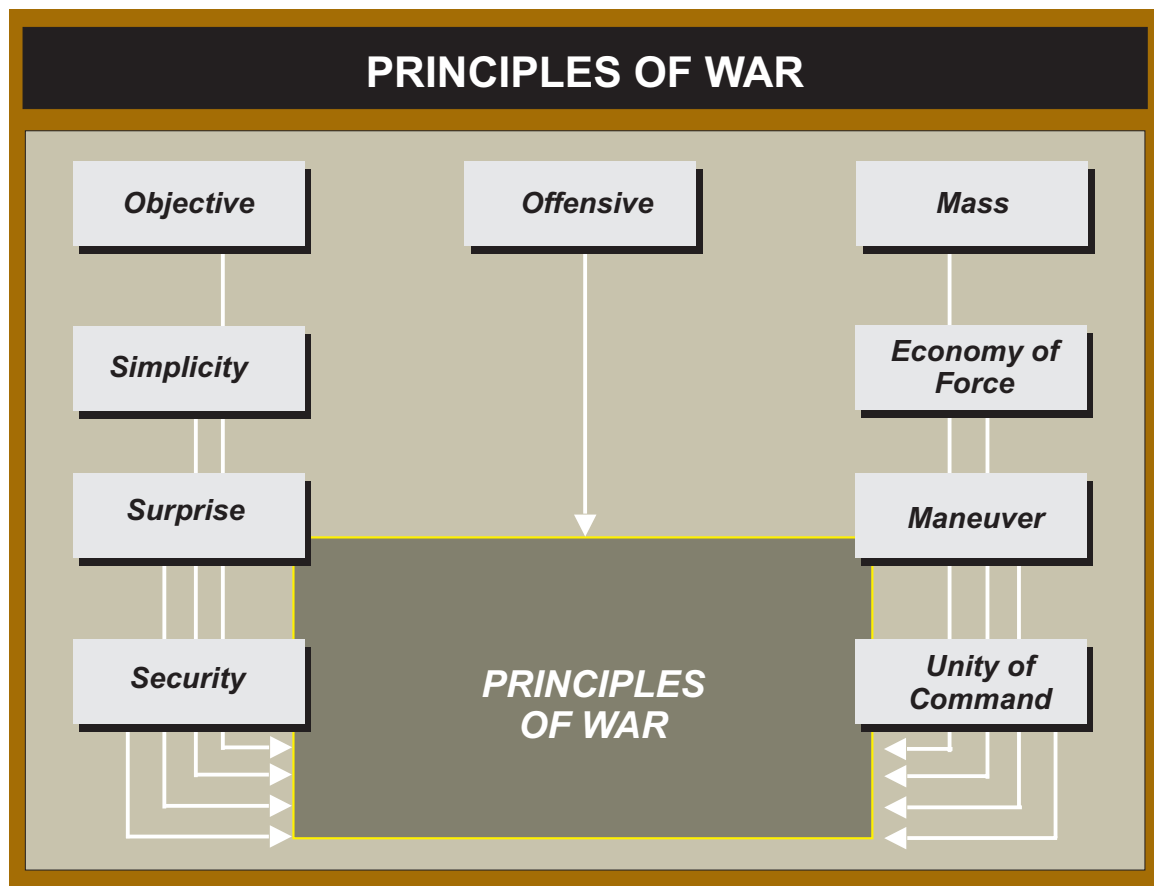 PRINCIPLES OF WAR
Objective
Offensive
Mass
Simplicity
Economy of
Force
Surprise
Maneuver
Security
PRINCIPLES
OF WAR
Unity of
Command